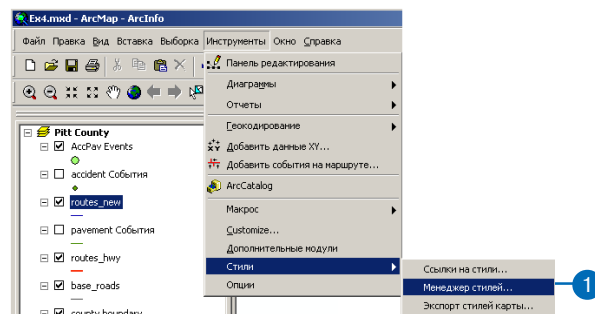 Ex4.mxd - ArcMap - ArcInfo
Файл Правка Вид Вставка Выборка Инструменты Окно Справка
Панель редактирования
Диаграммы
Отчеты
Геокодирование
Добавить данные XY...
Добавить события на маршруте...
ArcCatalog
Макрос
Customize...
Дополнительные модули
Стили
Опции
Ссылки на стили...
Менеджер стилей...
Экспорт стилей карты...
1
Pitt County
AccPav Events
accident События
routes_new
pavement События
routes_hwy
base_roads
county boundary